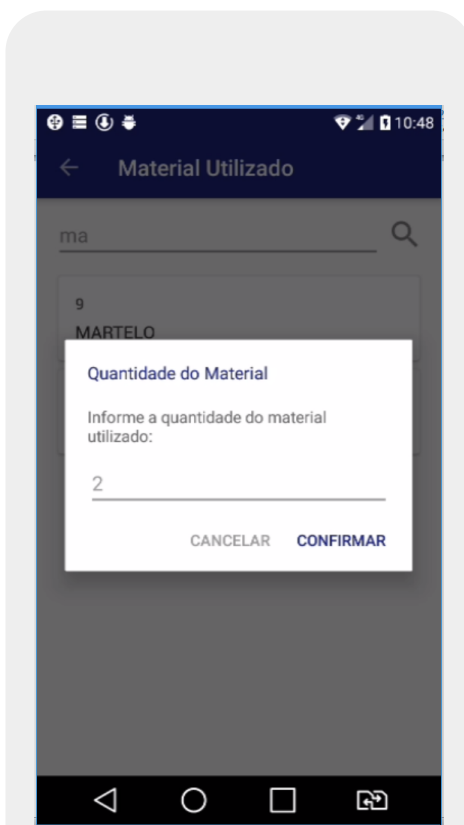 10:48
Material Utilizado
ma
9
MARTELO
Quantidade do Material
Informe a quantidade do material
utilizado:
2
CANCELAR CONFIRMAR